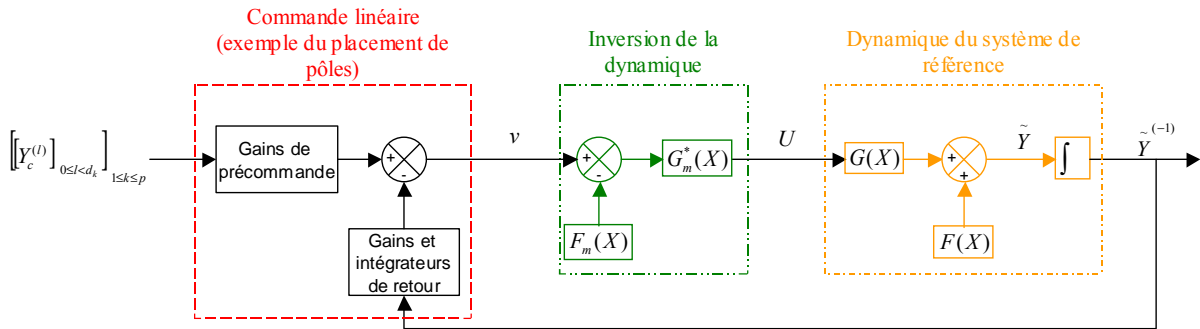 Commande linéaire
(exemple du placement de
pôles)
Inversion de la
dynamique
Dynamique du système de
référence
[[Y_c^{(l)}]_{0≤l<d_k}]_{1≤k≤p}
Gains de
précommande
+
-
v
+
-
G_m^*(X)
U
G(X)
+
+
Ỹ
∫
Ỹ^{(-1)}
Gains et
intégrateurs
de retour
F_m(X)
F(X)